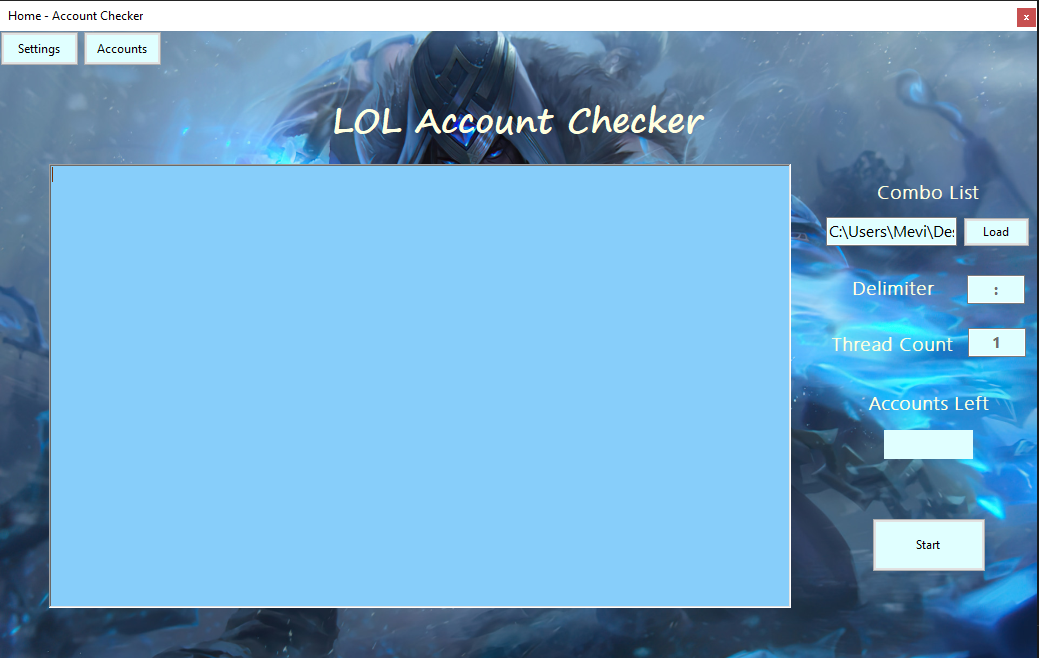 Home - Account Checker
x
Settings
Accounts
LOL Account Checker
Combo List
C:\Users\Mevi\De
Load
Delimiter
:
Thread Count
1
Accounts Left
Start